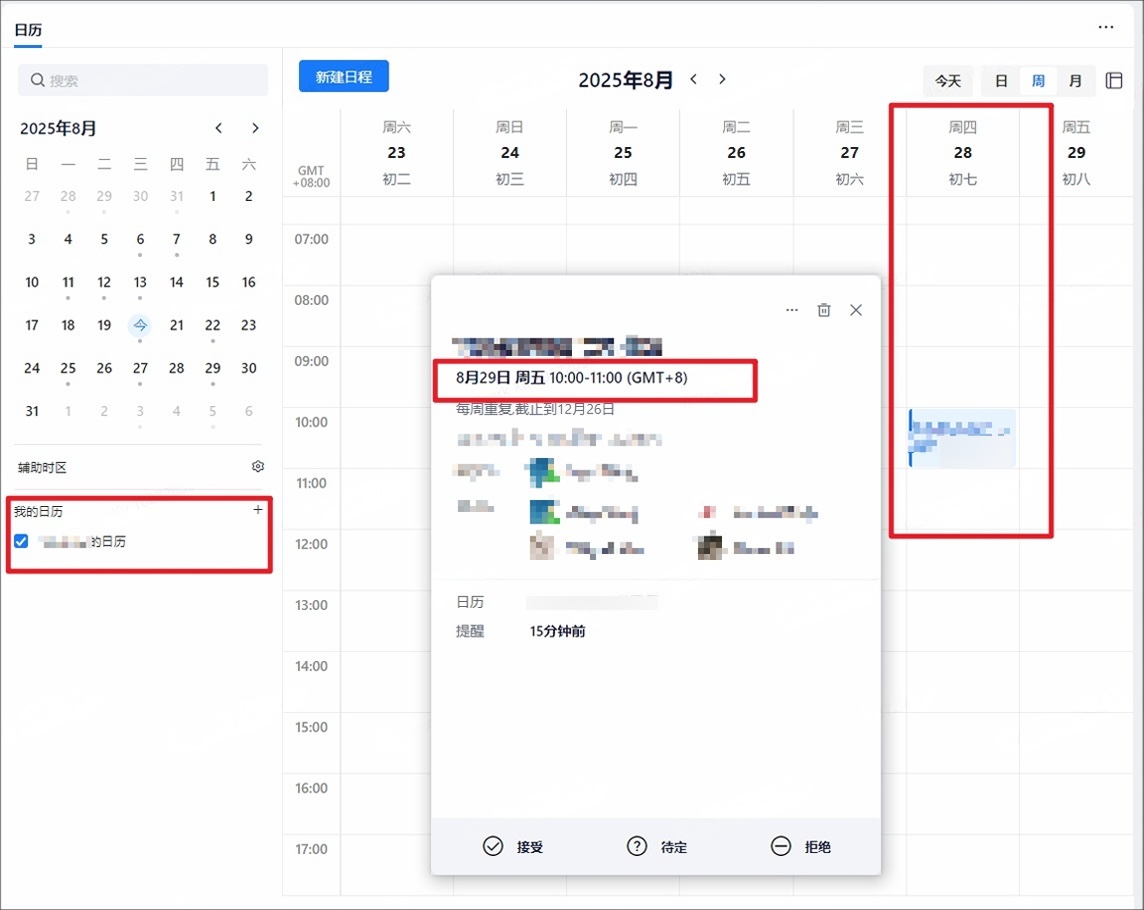 日历
搜索
2025年8月
日 一 二 三 四 五 六
27 28 29 30 31 1 2
3 4 5 6 7 8 9
10 11 12 13 14 15 16
17 18 19 今 21 22 23
24 25 26 27 28 29 30
31 1 2 3 4 5 6
辅助时区
我的日历
的日历
新建日程
2025年8月
今天 日 周 月
GMT
+08:00
周六 周日 周一 周二 周三 周四 周五
23 24 25 26 27 28 29
初二 初三 初四 初五 初六 初七 初八
07:00
08:00
09:00
10:00
11:00
12:00
13:00
14:00
15:00
16:00
17:00
8月29日 周五 10:00-11:00 (GMT+8)
每周重复,截止到12月26日
日历
提醒 15分钟前
接受 待定 拒绝